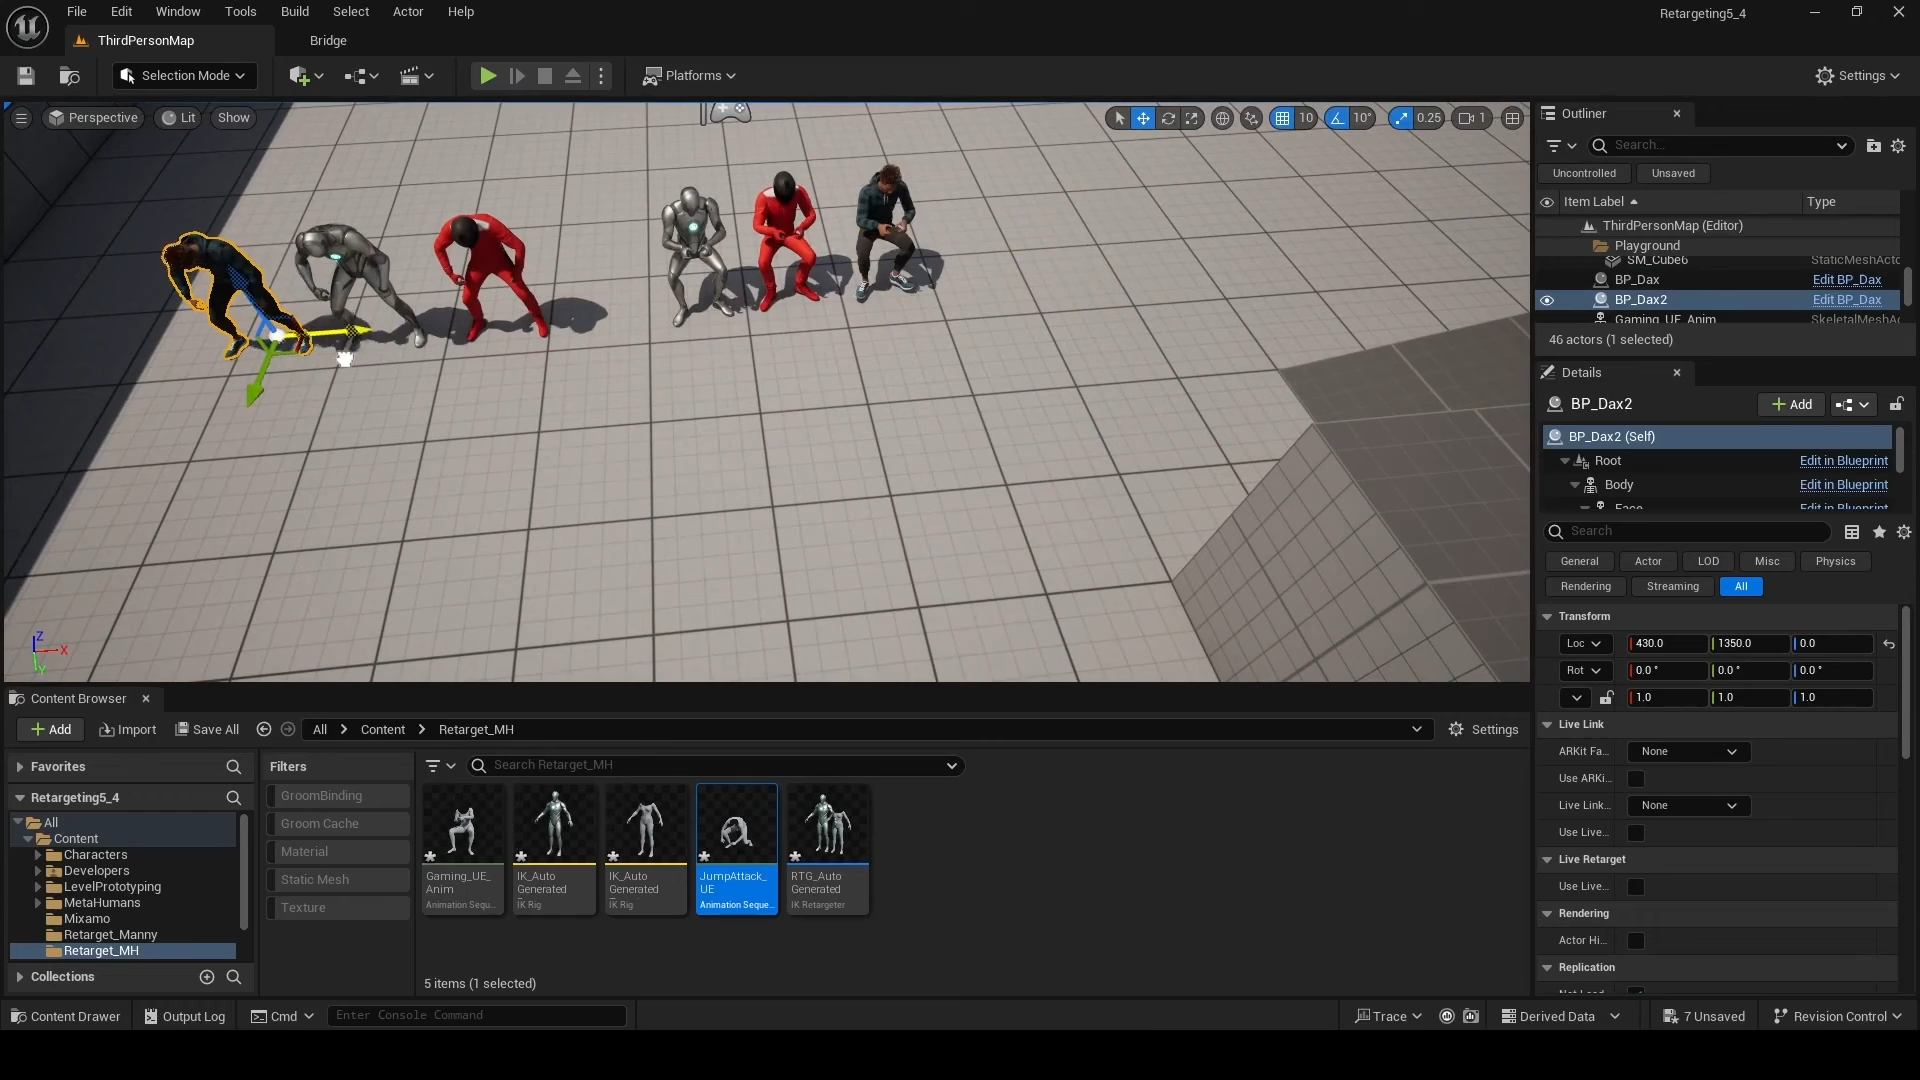 File Edit Window Tools Build Select Actor Help
Retargeting5_4
ThirdPersonMap
Bridge
Selection Mode
Platforms
Settings
Perspective
Lit
Show
10
10°
0.25
1
Z
X
Y
Outliner
Search...
Uncontrolled
Unsaved
Item Label
Type
ThirdPersonMap (Editor)
Playground
SM_Cube6 StaticMeshActo
BP_Dax Edit BP_Dax
BP_Dax2 Edit BP_Dax
Gaming_UE_Anim SkeletalMeshAc
46 actors (1 selected)
Details
BP_Dax2
Add
BP_Dax2 (Self)
Root Edit in Blueprint
Body Edit in Blueprint
Face Edit in Blueprint
Search
General Actor LOD Misc Physics
Rendering Streaming All
Transform
Loc 430.0 1350.0 0.0
Rot 0.0 ° 0.0 ° 0.0 °
1.0 1.0 1.0
Live Link
ARKit Fa... None
Use ARKi...
Live Link... None
Use Live...
Live Retarget
Use Live...
Rendering
Actor Hi...
Replication
Content Browser
Add
Import
Save All
All > Content > Retarget_MH
Settings
Favorites
Retargeting5_4
All
Content
Characters
Developers
LevelPrototyping
MetaHumans
Mixamo
Retarget_Manny
Retarget_MH
Collections
Filters
GroomBinding
Groom Cache
Material
Static Mesh
Texture
Search Retarget_MH
Gaming_UE_
Anim
Animation Sequ...
IK_Auto
Generated
IK Rig
IK_Auto
Generated
IK Rig
JumpAttack_
UE
Animation Seque...
RTG_Auto
Generated
IK Retargeter
5 items (1 selected)
Content Drawer
Output Log
Cmd
Enter Console Command
Trace
Derived Data
7 Unsaved
Revision Control